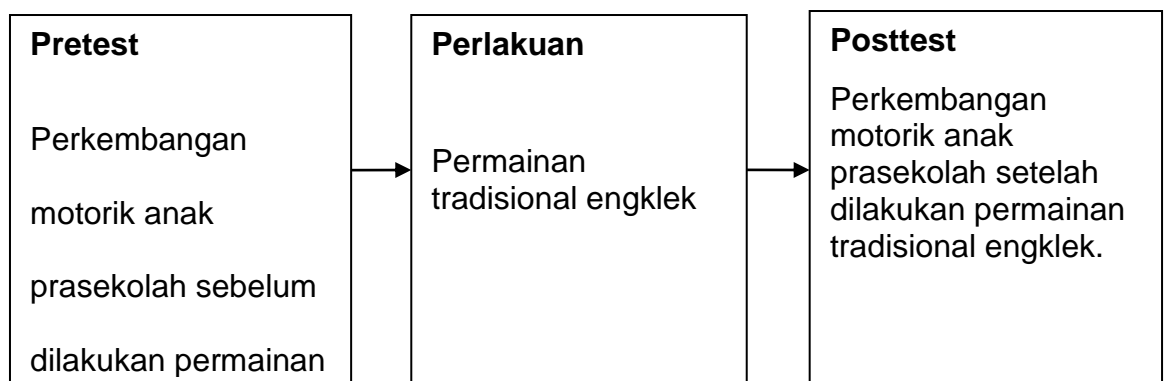 Pretest
Perkembangan
motorik anak
prasekolah sebelum
dilakukan permainan
Perlakuan
Permainan
tradisional engklek
Posttest
Perkembangan
motorik anak
prasekolah setelah
dilakukan permainan
tradisional engklek.